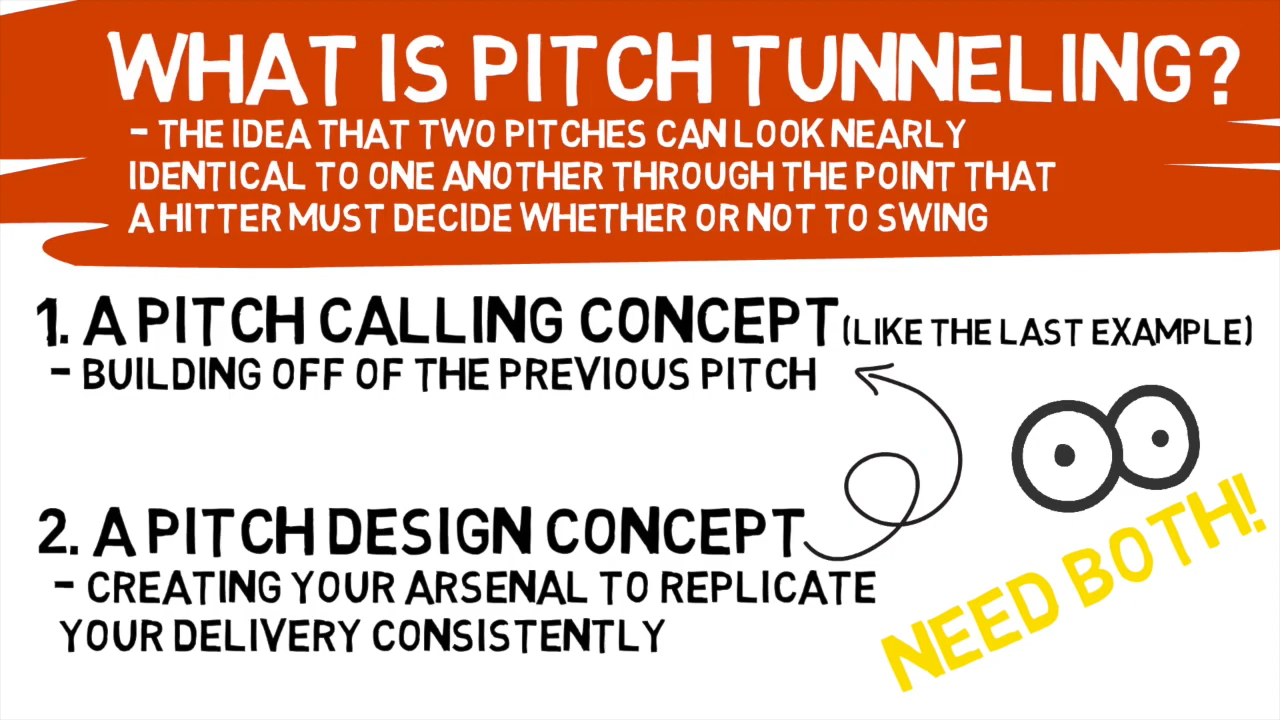 WHAT IS PITCH TUNNELING?
- THE IDEA THAT TWO PITCHES CAN LOOK NEARLY
IDENTICAL TO ONE ANOTHER THROUGH THE POINT THAT
A HITTER MUST DECIDE WHETHER OR NOT TO SWING
1. A PITCH CALLING CONCEPT (LIKE THE LAST EXAMPLE)
- BUILDING OFF OF THE PREVIOUS PITCH
2. A PITCH DESIGN CONCEPT
- CREATING YOUR ARSENAL TO REPLICATE
YOUR DELIVERY CONSISTENTLY
NEED BOTH!